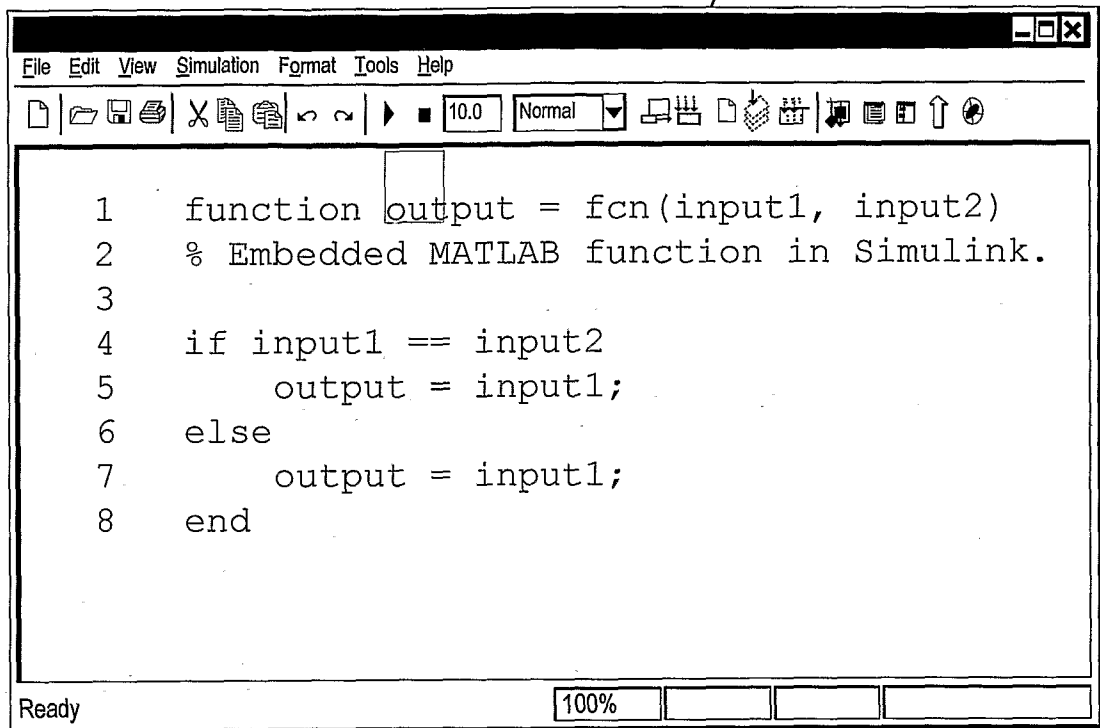 File Edit View Simulation Format Tools Help
10.0 Normal
1 function output = fcn(input1, input2)
2 % Embedded MATLAB function in Simulink.
3
4 if input1 == input2
5 output = input1;
6 else
7 output = input1;
8 end
Ready 100%